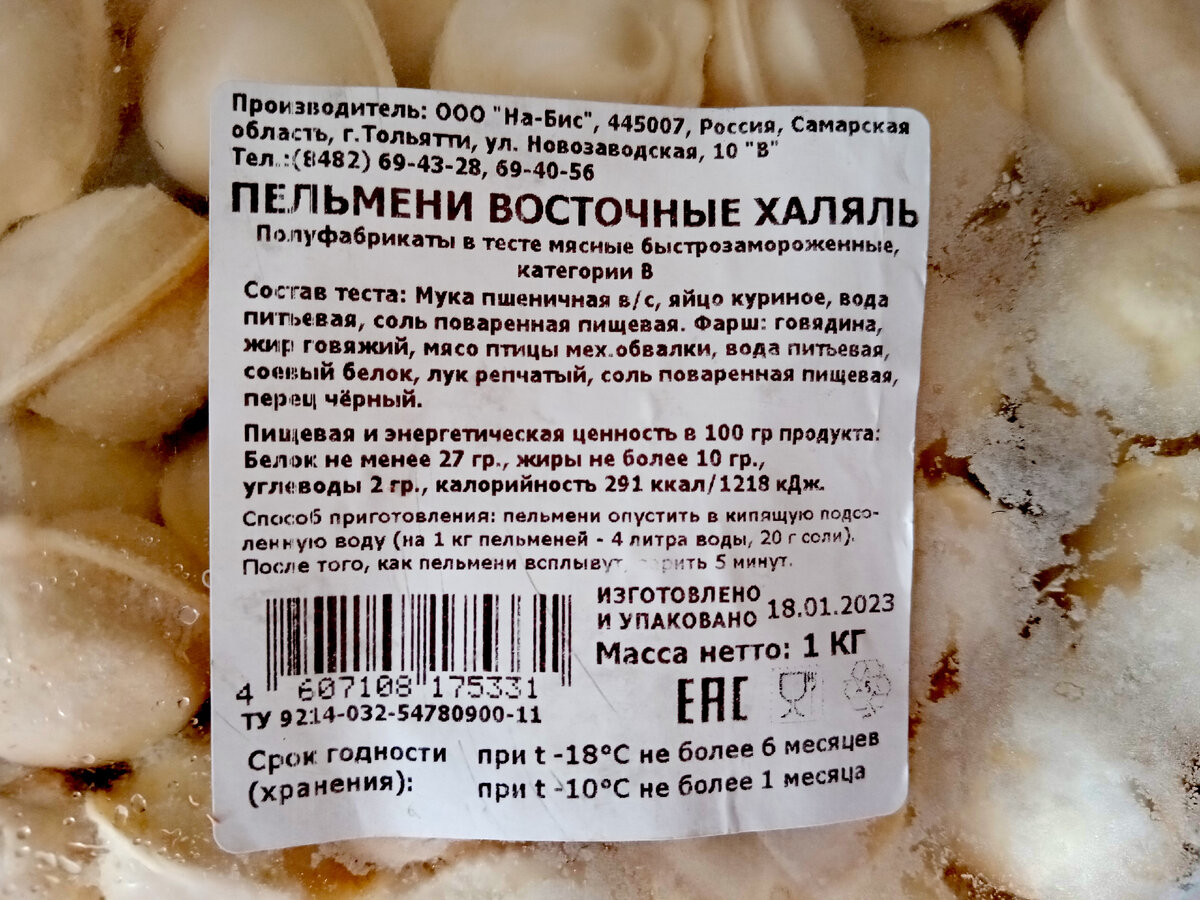 Производитель: ООО "На-Бис", 445007, Россия, Самарская
область, г.Тольятти, ул. Новозаводская, 10 "В"
Тел.:(8482) 69-43-28, 69-40-56
ПЕЛЬМЕНИ ВОСТОЧНЫЕ ХАЛЯЛЬ
Полуфабрикаты в тесте мясные быстрозамороженные,
категории В
Состав теста: Мука пшеничная в/с, яйцо куриное, вода
питьевая, соль поваренная пищевая. Фарш: говядина,
жир говяжий, мясо птицы мех.обвалки, вода питьевая,
соевый белок, лук репчатый, соль поваренная пищевая,
перец чёрный.
Пищевая и энергетическая ценность в 100 гр продукта:
Белок не менее 27 гр., жиры не более 10 гр.,
углеводы 2 гр., калорийность 291 ккал/1218 кДж.
Способ приготовления: пельмени опустить в кипящую подсо-
ленную воду (на 1 кг пельменей - 4 литра воды, 20 г соли).
После того, как пельмени всплывут, 5 минут.
ИЗГОТОВЛЕНО
И УПАКОВАНО 18.01.2023
Масса нетто: 1 КГ
4 607108 175331
ЕАС
5
ТУ 9214-032-54780900-11
Срок годности при t -18°C не более 6 месяцев
(хранения): при t -10°C не более 1 месяца